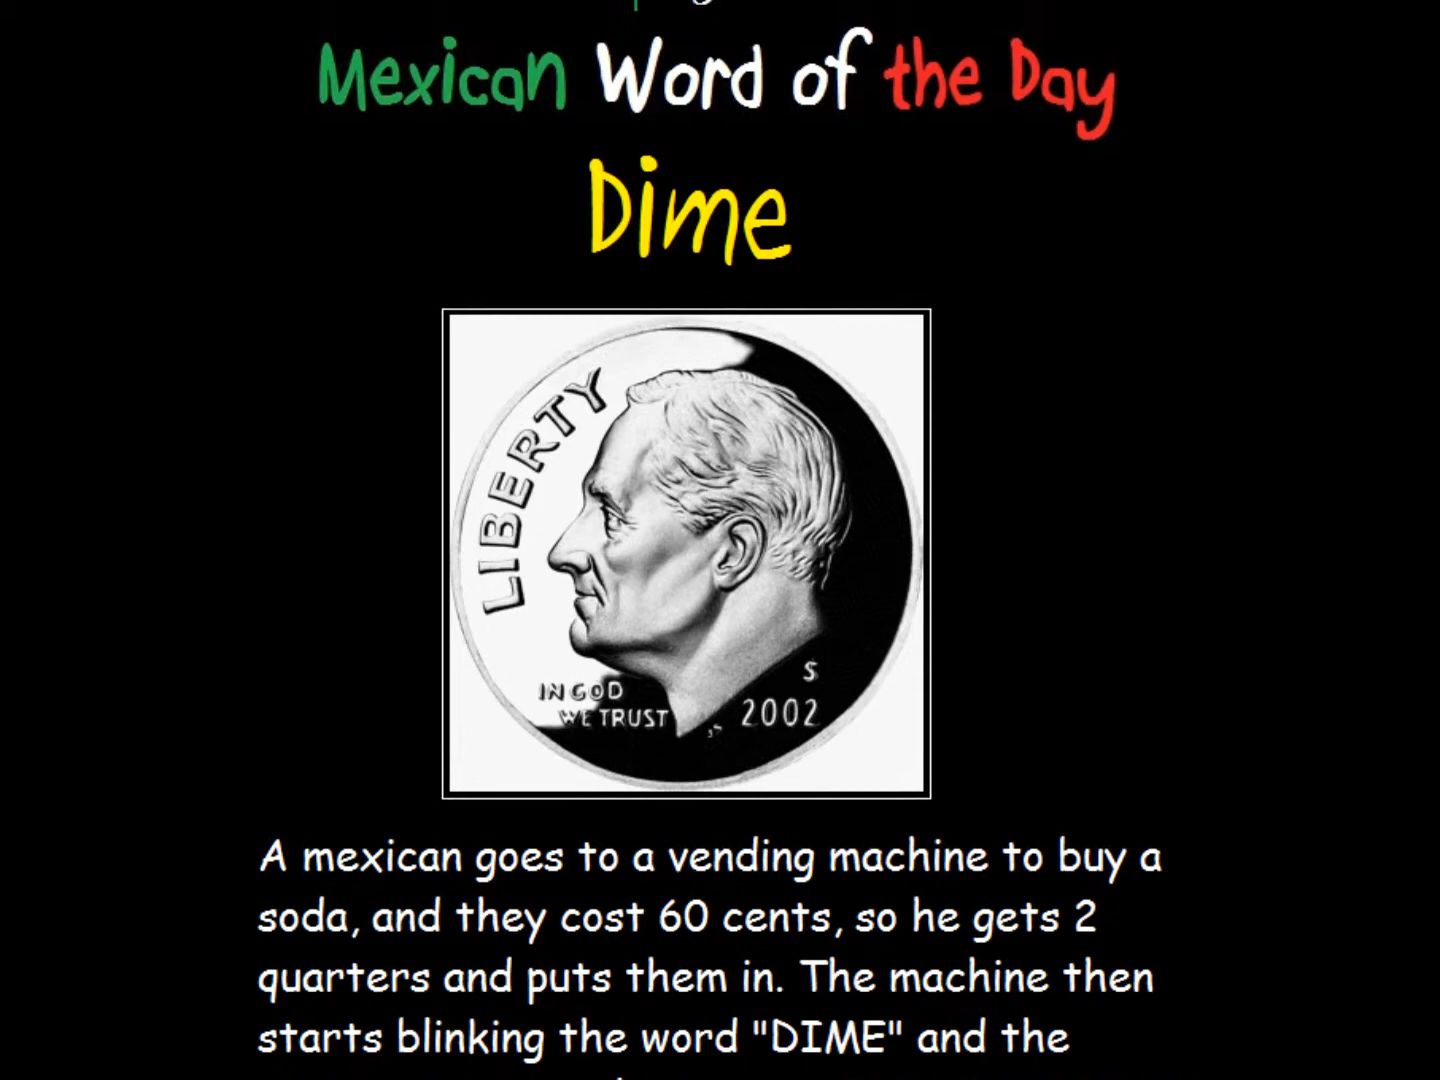 Mexican Word of the Day
Dime
LIBERTY
IN GOD
WE TRUST
S
2002
A mexican goes to a vending machine to buy a
soda, and they cost 60 cents, so he gets 2
quarters and puts them in. The machine then
starts blinking the word "DIME" and the